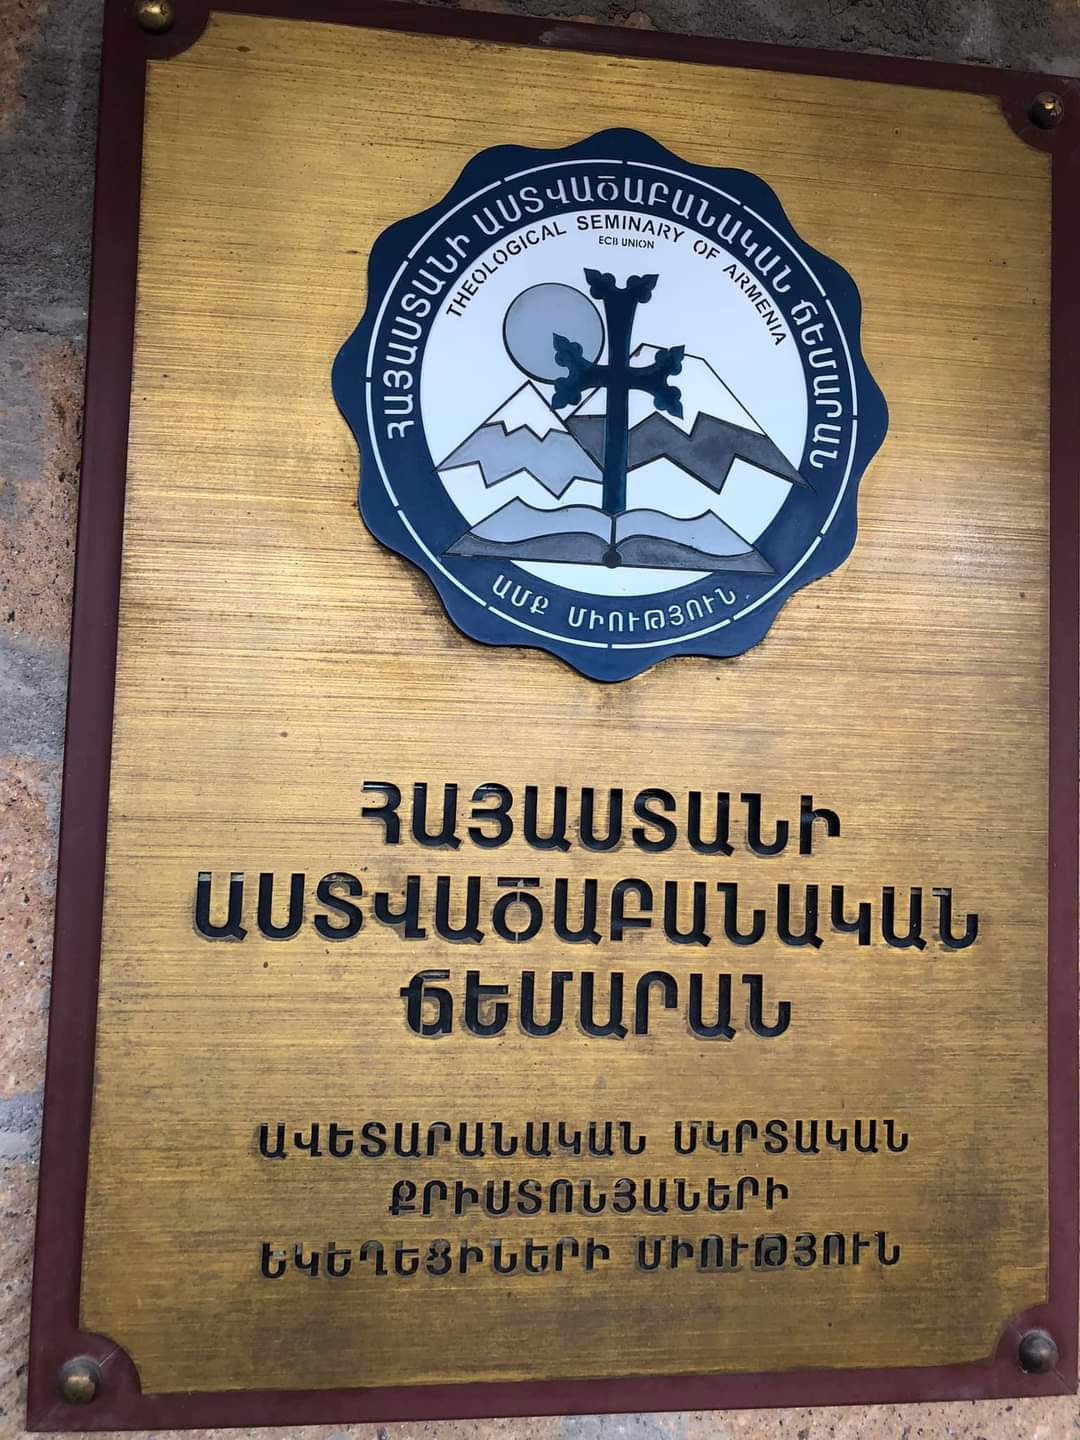 ՀԱՅԱՍՏԱՆԻ ԱՍՏՎԱԾԱԲԱՆԱԿԱՆ ՃԵՄԱՐԱՆ
THEOLOGICAL SEMINARY OF ARMENIA
ECB UNION
ԱՄՔ ՄԻՈՒԹՅՈՒՆ
ՀԱՅԱՍՏԱՆԻ
ԱՍՏՎԱԾԱԲԱՆԱԿԱՆ
ՃԵՄԱՐԱՆ
ԱՎԵՏԱՐԱՆԱԿԱՆ ՄԿՐՏԱԿԱՆ
ՔՐԻՍՏՈՆՅԱՆԵՐԻ
ԵԿԵՂԵՑԻՆԵՐԻ ՄԻՈՒԹՅՈՒՆ